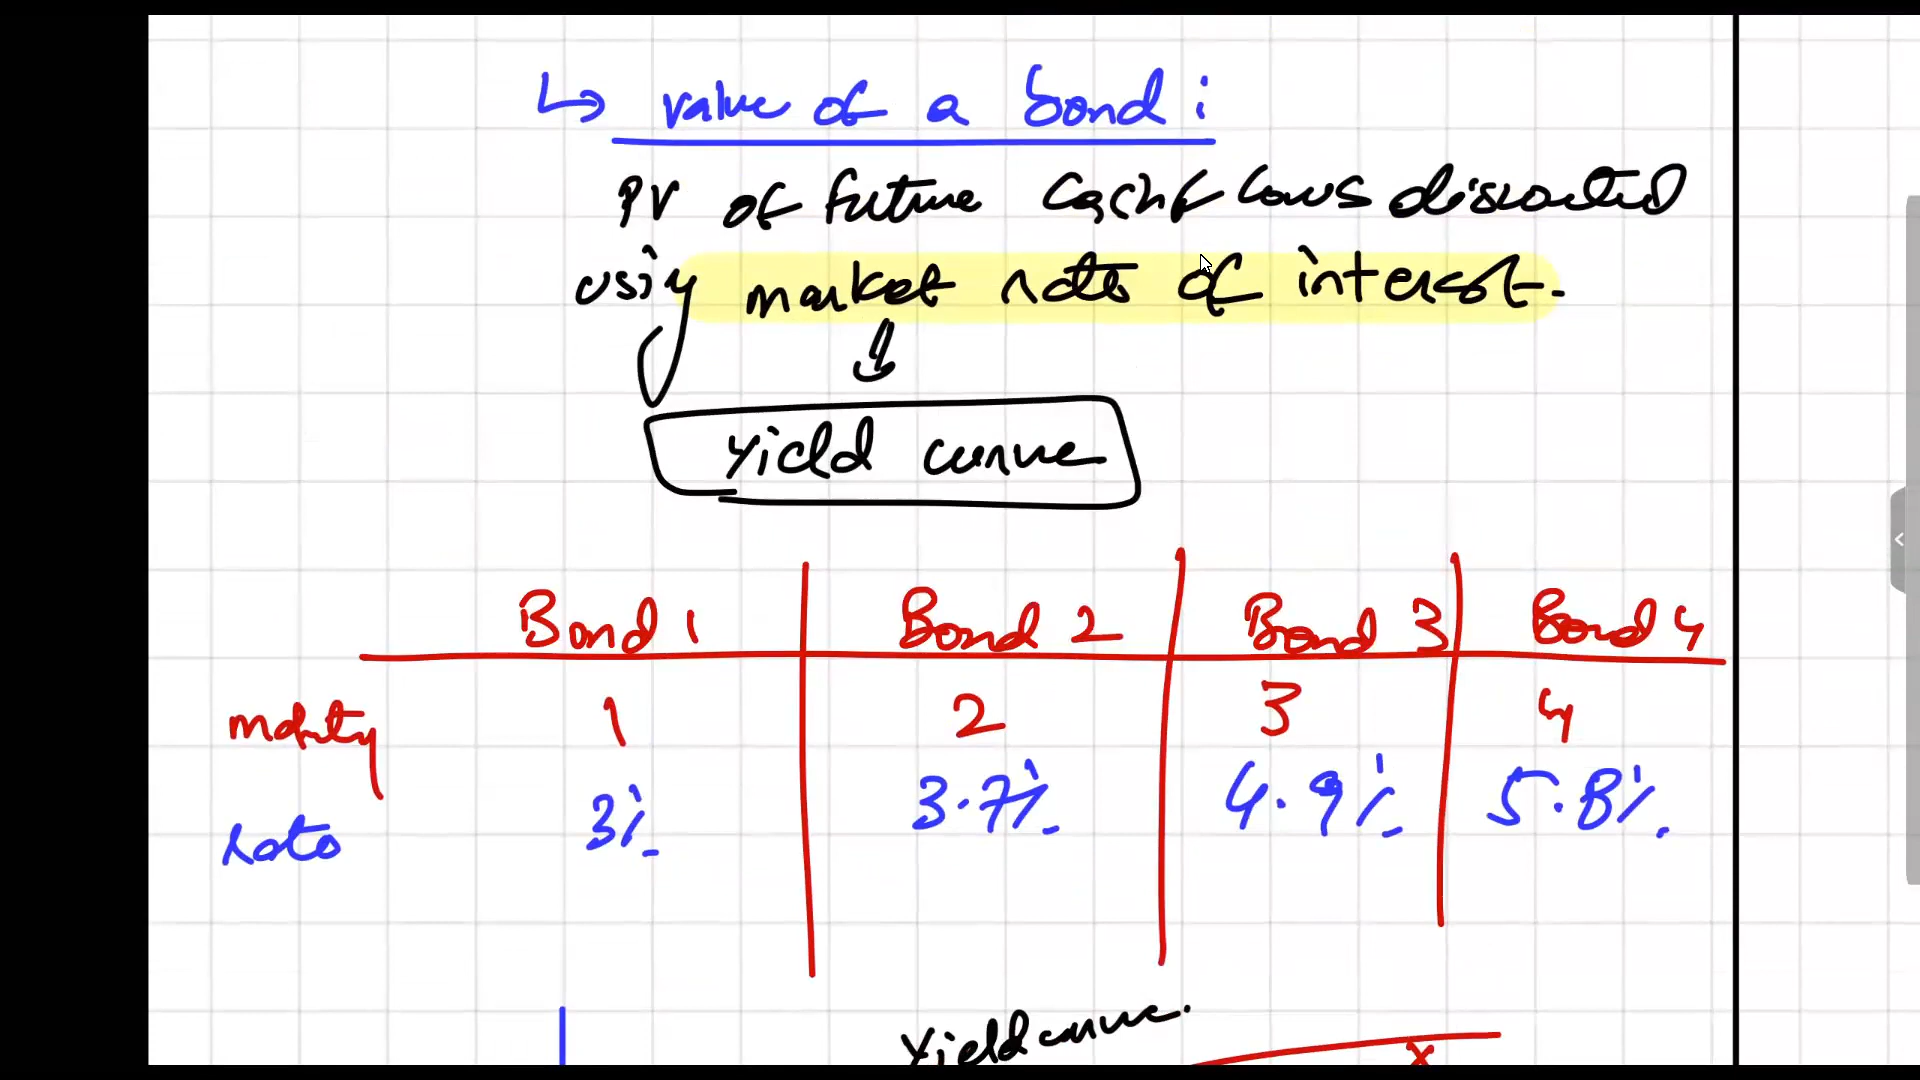 ↳ value of a bond :
PV of future cashflows discounted
using market rate of interest.
Yield curve
Bond 1 Bond 2 Bond 3 Bond 4
maturity 1 2 3 4
rate 3% 3.7% 4.9% 5.8%.
Yield curve.
x